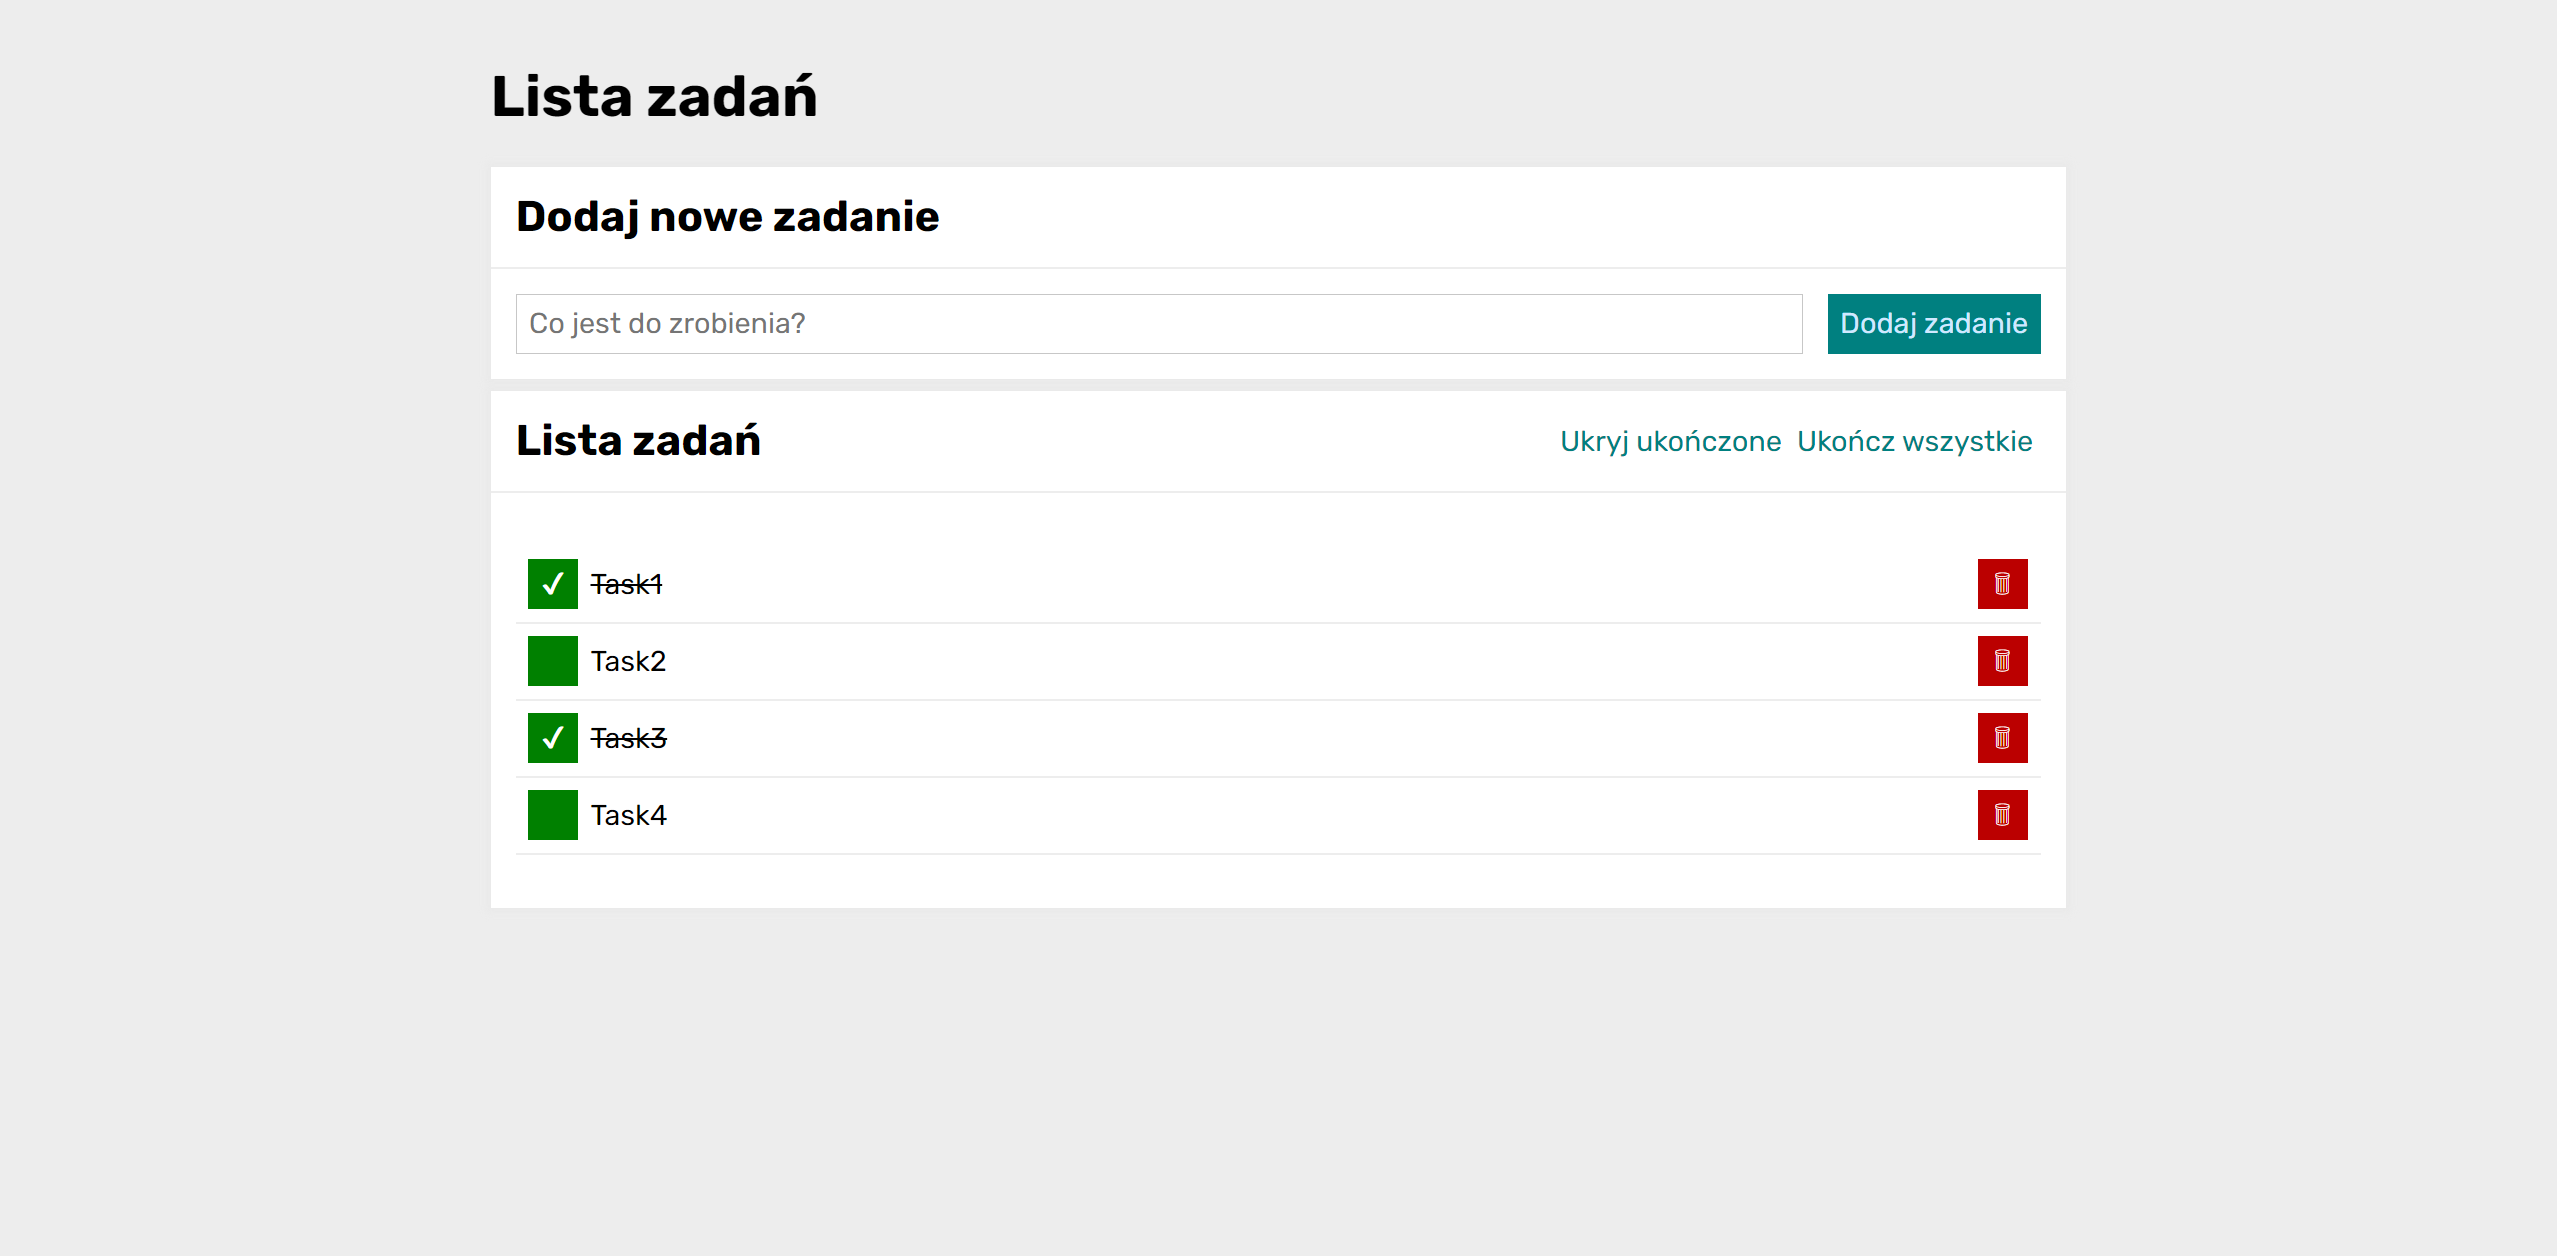 Lista zadań
Dodaj nowe zadanie
Co jest do zrobienia? Dodaj zadanie
Lista zadań Ukryj ukończone Ukończ wszystkie
✓ Task1
Task2
✓ Task3
Task4